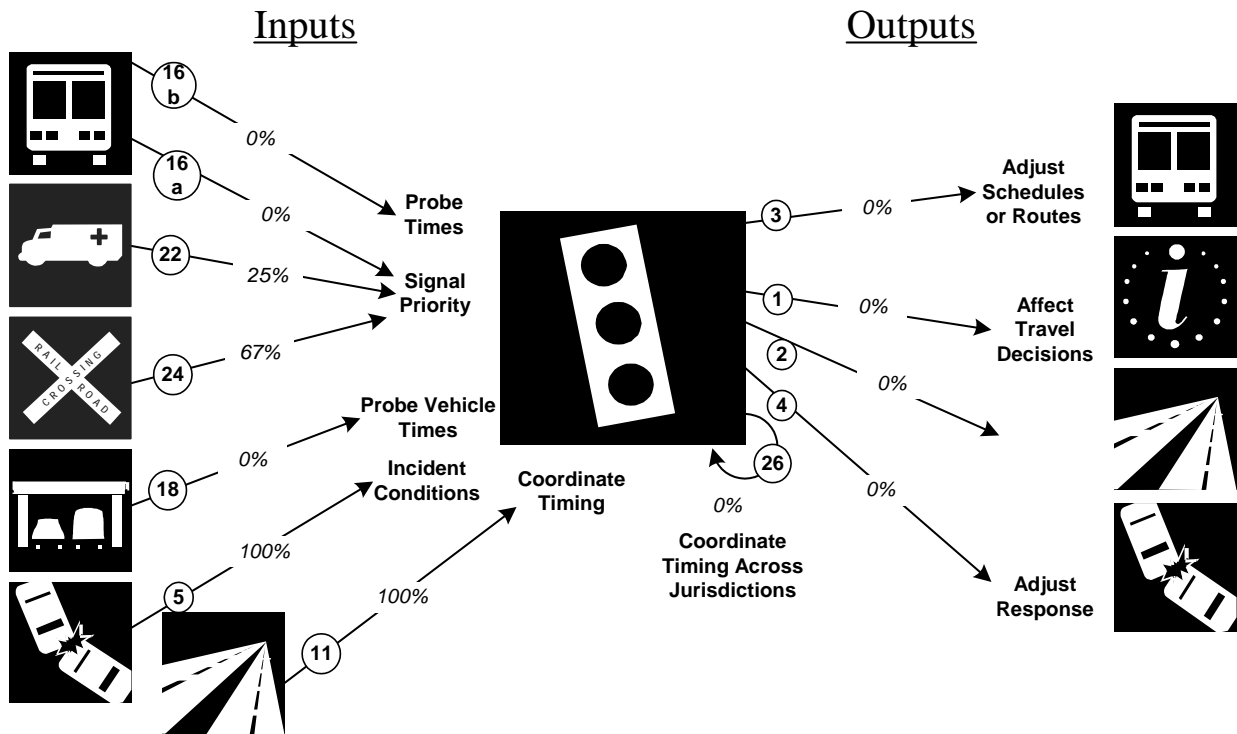 Inputs
Outputs
16
b
0%
16
a
0%
Probe
Times
22
25%
Signal
Priority
24
67%
RAIL ROAD
CROSSING
Probe Vehicle
Times
18
0%
Incident
Conditions
5
100%
11
100%
Coordinate
Timing
3
0%
Adjust
Schedules
or Routes
1
0%
Affect
Travel
Decisions
i
2
0%
4
0%
Adjust
Response
26
0%
Coordinate
Timing Across
Jurisdictions